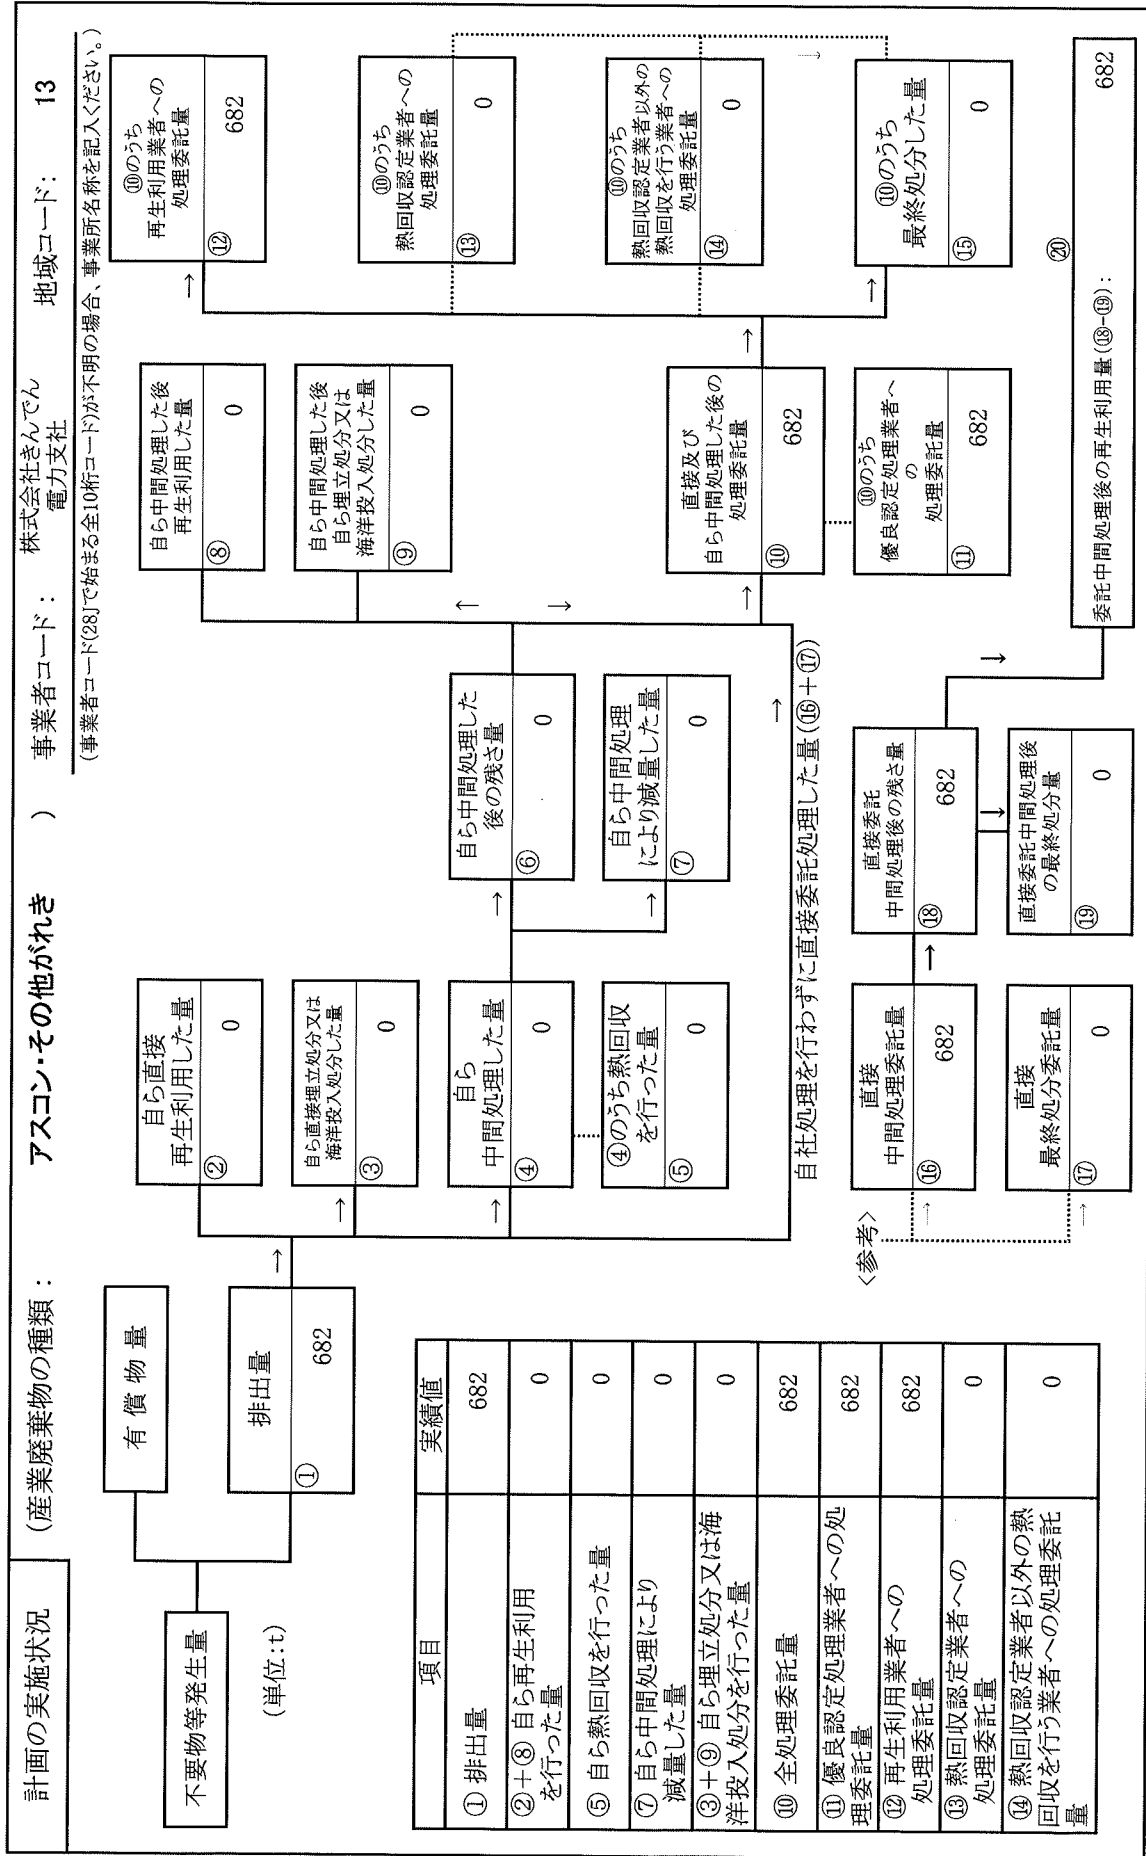 計画の実施状況
(産業廃棄物の種類： アスコン・その他がれき )
事業者コード： 株式会社きんでん
電力支社
地域コード： 13
(事業者コード(「28」で始まる全10桁コード)が不明の場合、事業所名称を記入ください。)
不要物等発生量
(単位:t)
有 償 物 量
排出量
① 682
→
自ら直接
再生利用した量
② 0
→
自ら直接埋立処分又は
海洋投入処分した量
③ 0
→
自ら
中間処理した量
④ 0
④のうち熱回収
を行った量
⑤ 0
→
自ら中間処理した
後の残さ量
⑥ 0
→
自ら中間処理
により減量した量
⑦ 0
自ら中間処理した後
再生利用した量
⑧ 0
自ら中間処理した後
自ら埋立処分又は
海洋投入処分した量
⑨ 0
↑
↓
→
自社処理を行わずに直接委託処理した量(⑯+⑰)
→
直接及び
自ら中間処理した後の
処理委託量
⑩ 682
⑩のうち
優良認定処理業者へ
の
処理委託量
⑪ 682
→
→
⑩のうち
再生利用業者への
処理委託量
⑫ 682
⑩のうち
熱回収認定業者への
処理委託量
⑬ 0
⑩のうち
熱回収認定業者以外の
熱回収を行う業者への
処理委託量
⑭ 0
↓
→
⑩のうち
最終処分した量
⑮ 0
<参考>
→
直接
中間処理委託量
⑯ 682
→
直接
最終処分委託量
⑰ 0
→
直接委託
中間処理後の残さ量
⑱ 682
↓
直接委託中間処理後
の最終処分量
⑲ 0
↓
⑳
委託中間処理後の再生利用量(⑱-⑲)： 682
項目 実績値
① 排出量 682
②+⑧ 自ら再生利用
を行った量 0
⑤ 自ら熱回収を行った量 0
⑦ 自ら中間処理により
減量した量 0
③+⑨ 自ら埋立処分又は海
洋投入処分を行った量 0
⑩ 全処理委託量 682
⑪ 優良認定処理業者への処
理委託量 682
⑫ 再生利用業者への
処理委託量 682
⑬ 熱回収認定業者への
処理委託量 0
⑭ 熱回収認定業者以外の熱
回収を行う業者への処理委託
量 0